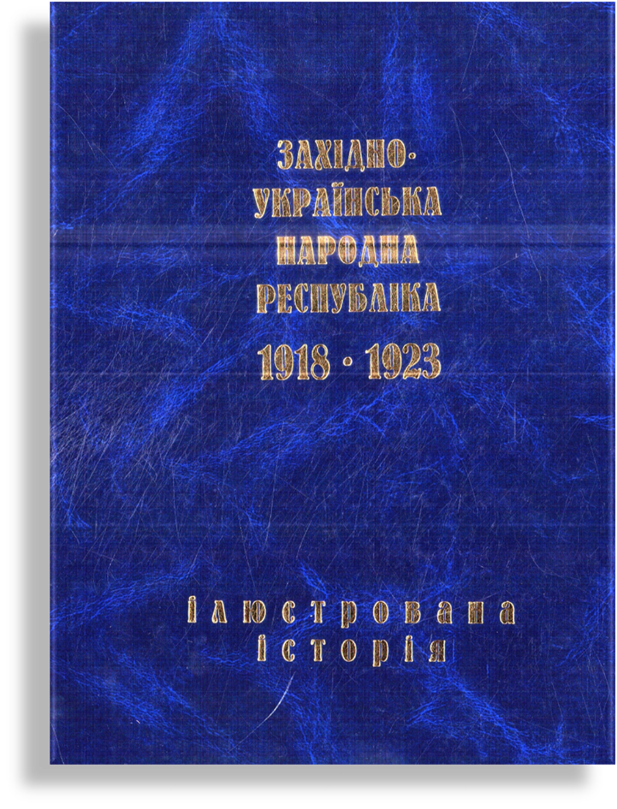 ЗАХІДНО-
УКРАЇНСЬКА
НАРОДНА
РЕСПУБЛІКА
1918 • 1923
ілюстрована
історія